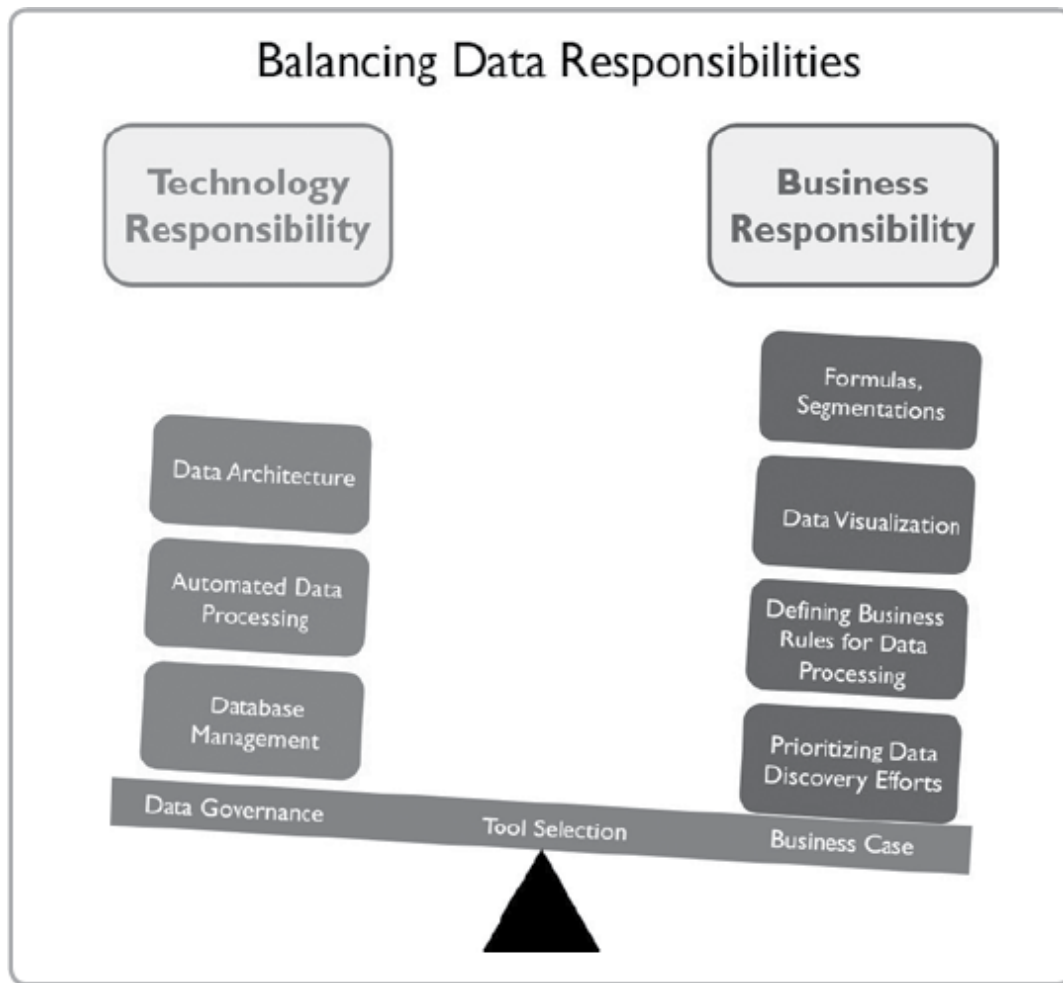 Balancing Data Responsibilities
Technology
Responsibility
Business
Responsibility
Data Architecture
Automated Data
Processing
Database
Management
Formulas,
Segmentations
Data Visualization
Defining Business
Rules for Data
Processing
Prioritizing Data
Discovery Efforts
Data Governance
Tool Selection
Business Case